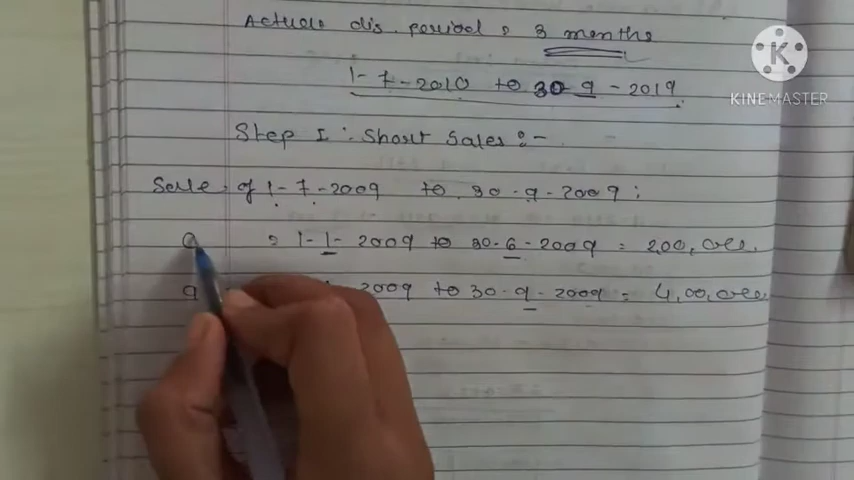 Actual dis. period = 3 months
K
KINEMASTER
1-7-2010 to 30-9-2019
Step I : Short Sales :-
Sale of 1-7-2009 to 30-9-2009 :
= 1-1-2009 to 30-6-2009 = 200,000.
2009 to 30-9-2009 = 4,00,000.